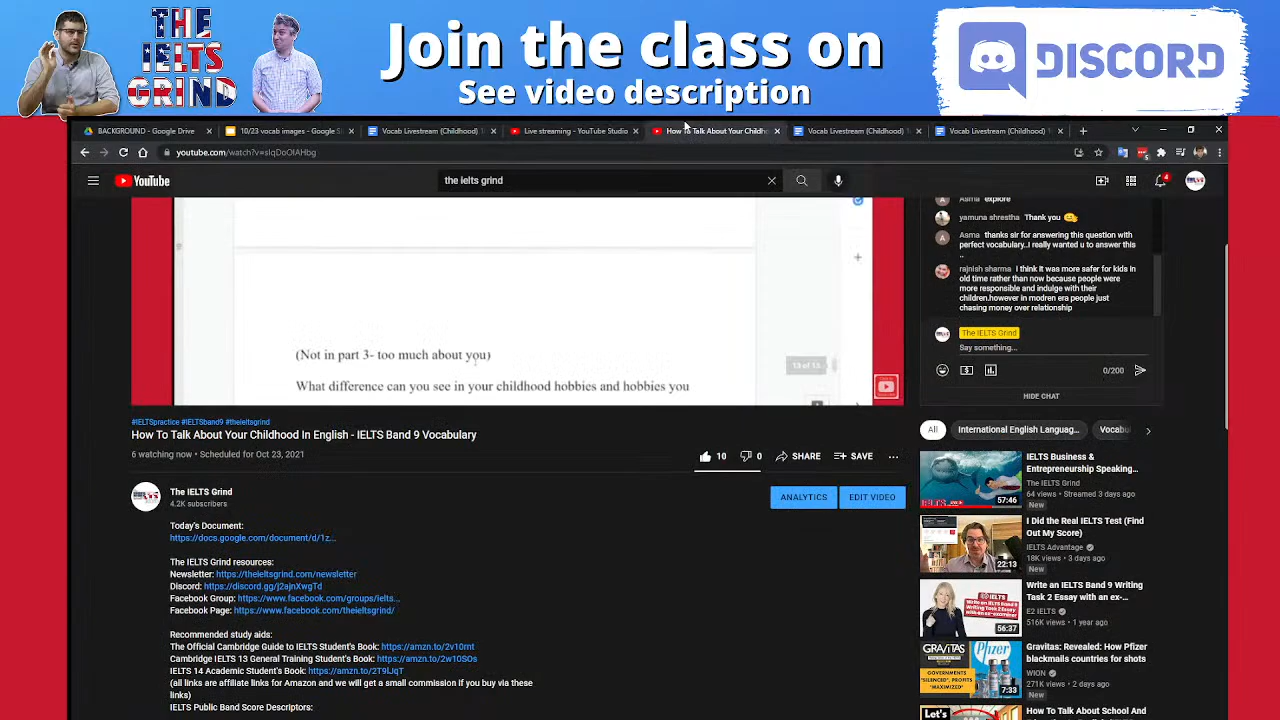 THE
IELTS
GRIND
Join the class on
See video description
DISCORD
BACKGROUND - Google Drive
10/23 vocab images - Google S
Vocab Livestream (Childhood) 1
Live streaming - YouTube Studio
How To Talk About Your Childh
Vocab Livestream (Childhood)
Vocab Livestream (Childhood)
youtube.com/watch?v=sIqDoOIAHbg
YouTube
the ielts grind
4
Asma explore
yamuna shrestha Thank you
Asma thanks sir for answering this question with
perfect vocabulary..I really wanted u to answer this
..
rajnish sharma I think it was more safer for kids in
old time rather than now because people were
more responsible and indulge with their
children.however in modren era people just
chasing money over relationship
The IELTS Grind
Say something...
0/200
HIDE CHAT
(Not in part 3- too much about you)
13 of 13
What difference can you see in your childhood hobbies and hobbies you
#IELTSpractice #IELTSband9 #theieltsgrind
How To Talk About Your Childhood In English - IELTS Band 9 Vocabulary
6 watching now • Scheduled for Oct 23, 2021
10
0
SHARE
SAVE
The IELTS Grind
4.2K subscribers
ANALYTICS
EDIT VIDEO
Today's Document:
https://docs.google.com/document/d/1z...
The IELTS Grind resources:
Newsletter: https://theieltsgrind.com/newsletter
Discord: https://discord.gg/j2ajnXwgTd
Facebook Group: https://www.facebook.com/groups/ielts...
Facebook Page: https://www.facebook.com/theieltsgrind/
Recommended study aids:
The Official Cambridge Guide to IELTS Student's Book: https://amzn.to/2v10rnt
Cambridge IELTS 13 General Training Student's Book: https://amzn.to/2w10SOs
IELTS 14 Academic Student's Book: https://amzn.to/2T9LJqT
(all links are affiliate links for Amazon and we will get a small commission if you buy via these
links)
IELTS Public Band Score Descriptors:
All
International English Languag...
Vocabu
IELTS Business &
Entrepreneurship Speaking...
The IELTS Grind
64 views • Streamed 3 days ago
New
57:46
I Did the Real IELTS Test (Find
Out My Score)
IELTS Advantage
18K views • 3 days ago
New
22:13
Write an IELTS Band 9 Writing
Task 2 Essay with an ex-...
E2 IELTS
516K views • 1 year ago
56:37
Gravitas: Revealed: How Pfizer
blackmails countries for shots
WION
271K views • 2 days ago
New
GRAVITAS
Pfizer
GOVERNMENTS
"SILENCED", PROFITS
"MAXIMIZED"
7:33
How To Talk About School And
Let's